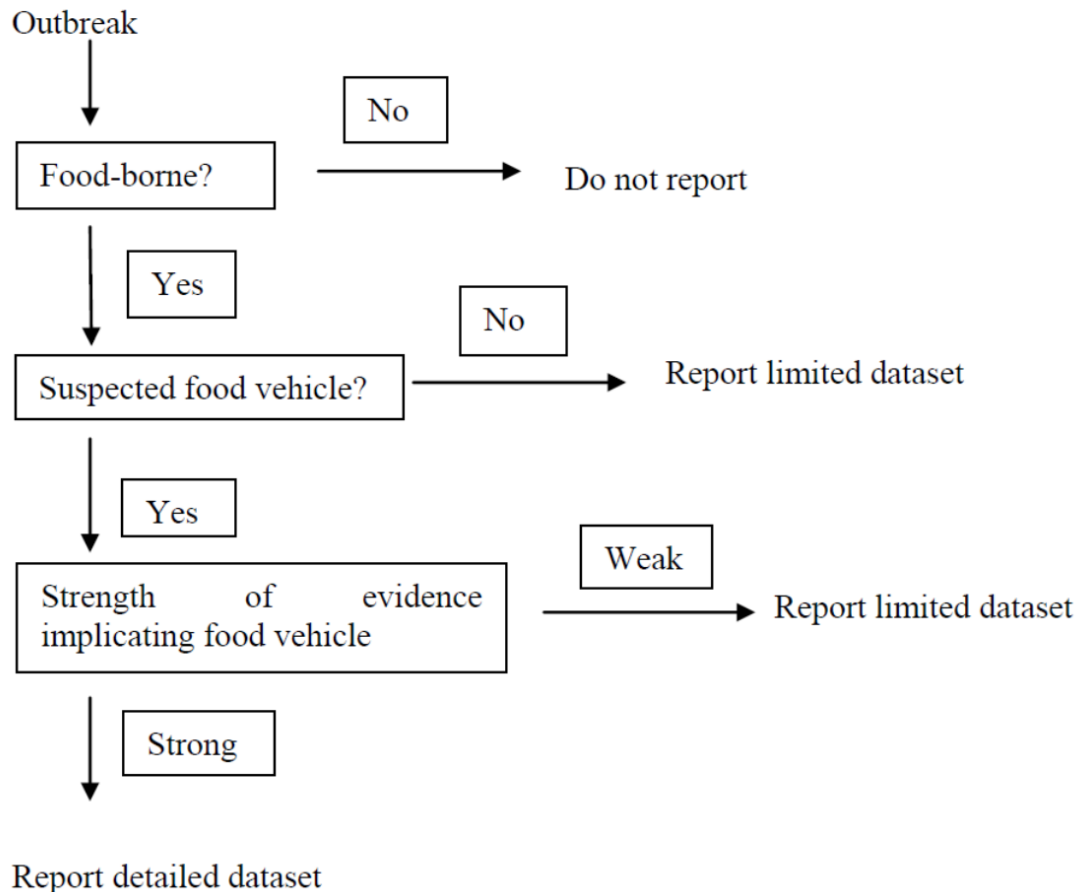 Outbreak
No
Food-borne?
Do not report
Yes
No
Suspected food vehicle?
Report limited dataset
Yes
Weak
Strength of evidence
implicating food vehicle
Report limited dataset
Strong
Report detailed dataset